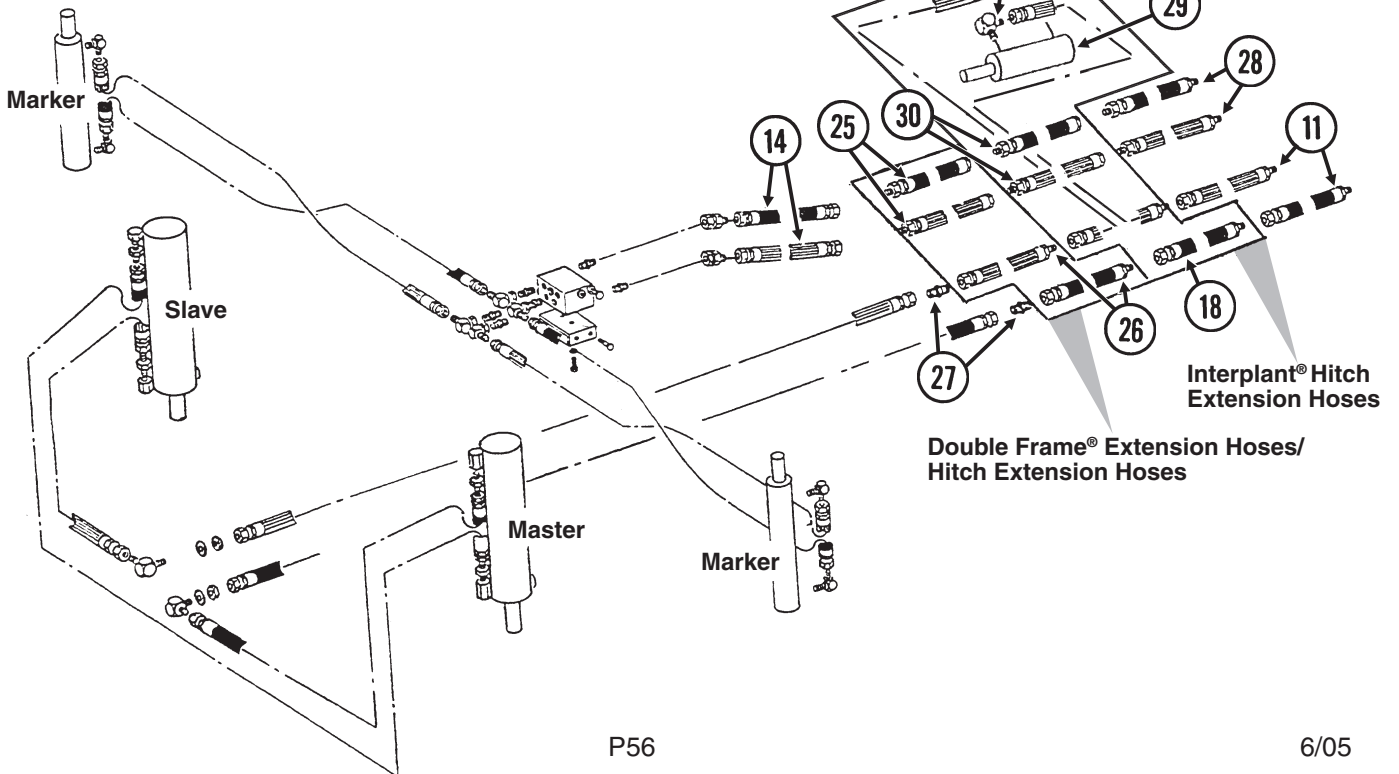 29
Marker
28
30
11
25
14
Slave
18
26
27
Interplant® Hitch
Extension Hoses
Double Frame® Extension Hoses/
Hitch Extension Hoses
Master
Marker
P56
6/05